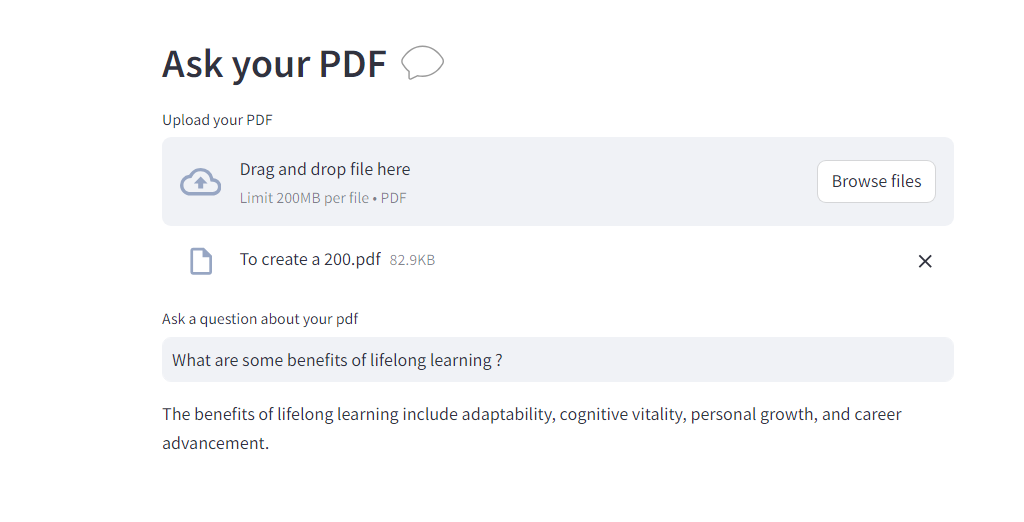 Ask your PDF
Upload your PDF
Drag and drop file here
Limit 200MB per file • PDF
Browse files
To create a 200.pdf 82.9KB
Ask a question about your pdf
What are some benefits of lifelong learning ?
The benefits of lifelong learning include adaptability, cognitive vitality, personal growth, and career
advancement.